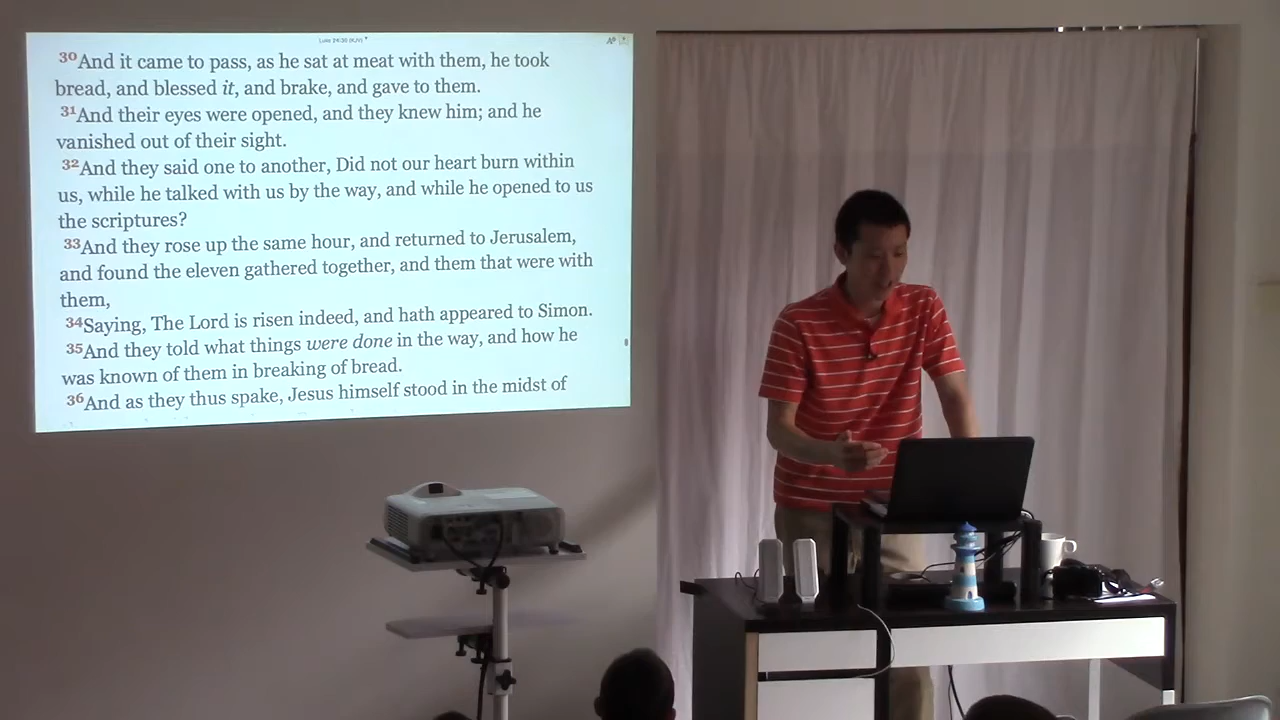 Luke 24:30 (KJV)
30And it came to pass, as he sat at meat with them, he took
bread, and blessed it, and brake, and gave to them.
31And their eyes were opened, and they knew him; and he
vanished out of their sight.
32And they said one to another, Did not our heart burn within
us, while he talked with us by the way, and while he opened to us
the scriptures?
33And they rose up the same hour, and returned to Jerusalem,
and found the eleven gathered together, and them that were with
them,
34Saying, The Lord is risen indeed, and hath appeared to Simon.
35And they told what things were done in the way, and how he
was known of them in breaking of bread.
36And as they thus spake, Jesus himself stood in the midst of